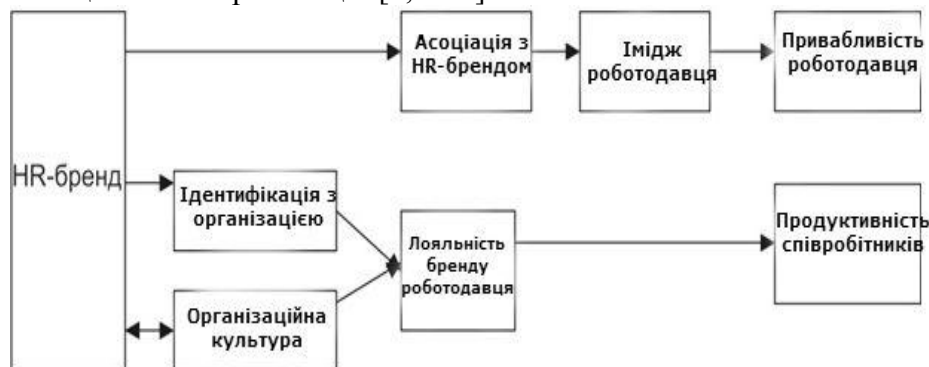 Асоціація з
HR-брендом
Імідж
роботодавця
Привабливість
роботодавця
HR-бренд
Ідентифікація з
організацією
Лояльність
бренду
роботодавця
Продуктивність
співробітників
Організаційна
культура